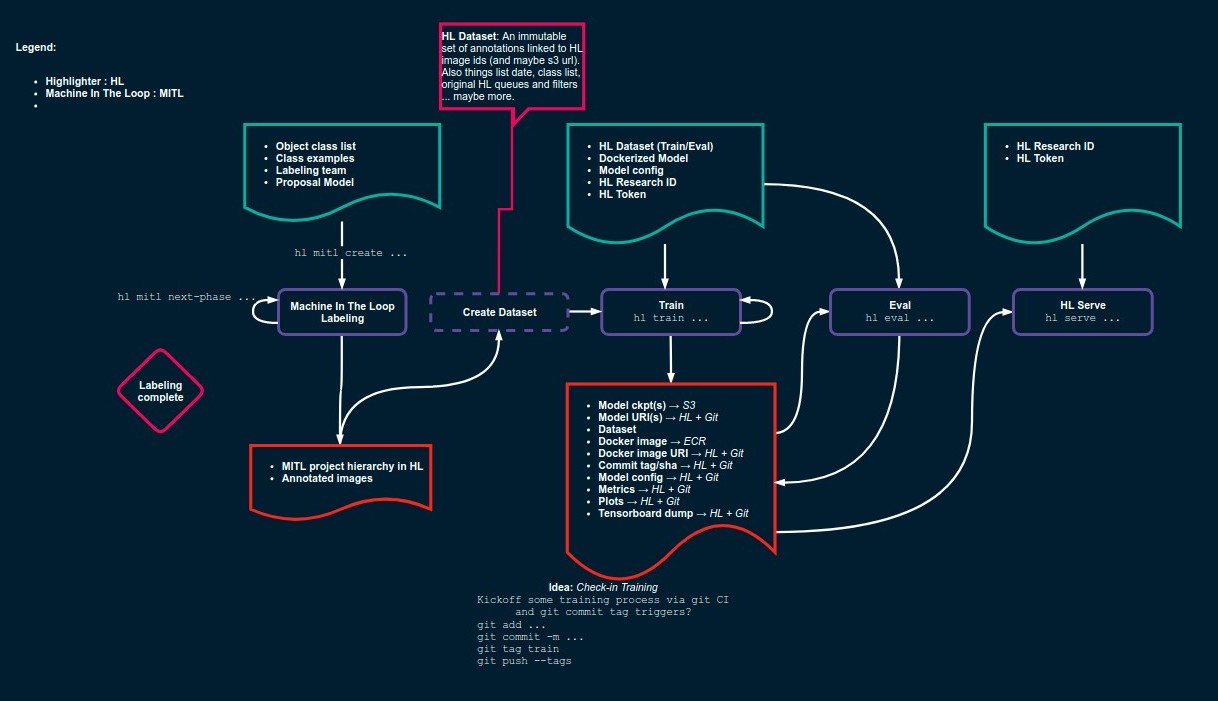 Legend:
• Highlighter : HL
• Machine In The Loop : MITL
•
HL Dataset: An immutable
set of annotations linked to HL
image ids (and maybe s3 url).
Also things list date, class list,
original HL queues and filters
... maybe more.
• Object class list
• Class examples
• Labeling team
• Proposal Model
• HL Dataset (Train/Eval)
• Dockerized Model
• Model config
• HL Research ID
• HL Token
• HL Research ID
• HL Token
hl mitl create ...
hl mitl next-phase ...
Machine In The Loop
Labeling
Create Dataset
Train
hl train ...
Eval
hl eval ...
HL Serve
hl serve ...
Labeling
complete
• MITL project hierarchy in HL
• Annotated images
• Model ckpt(s) → S3
• Model URI(s) → HL + Git
• Dataset
• Docker image → ECR
• Docker image URI → HL + Git
• Commit tag/sha → HL + Git
• Model config → HL + Git
• Metrics → HL + Git
• Plots → HL + Git
• Tensorboard dump → HL + Git
Idea: Check-in Training
Kickoff some training process via git CI
and git commit tag triggers?
git add ...
git commit -m ...
git tag train
git push --tags